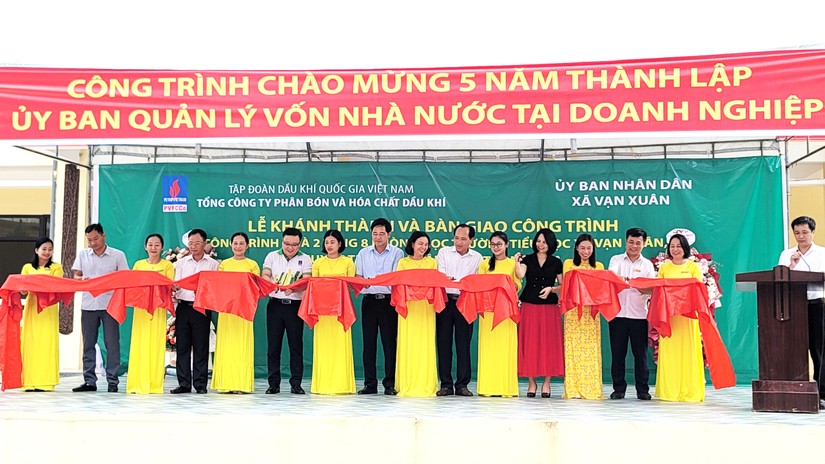 CÔNG TRÌNH CHÀO MỪNG 5 NĂM THÀNH LẬP
ỦY BAN QUẢN LÝ VỐN NHÀ NƯỚC TẠI DOANH NGHIỆP
TẬP ĐOÀN DẦU KHÍ QUỐC GIA VIỆT NAM
TỔNG CÔNG TY PHÂN BÓN VÀ HÓA CHẤT DẦU KHÍ
PVFCCo
ỦY BAN NHÂN DÂN
XÃ VẠN XUÂN
LỄ KHÁNH THÀNH VÀ BÀN GIAO CÔNG TRÌNH
VẠN XUÂN